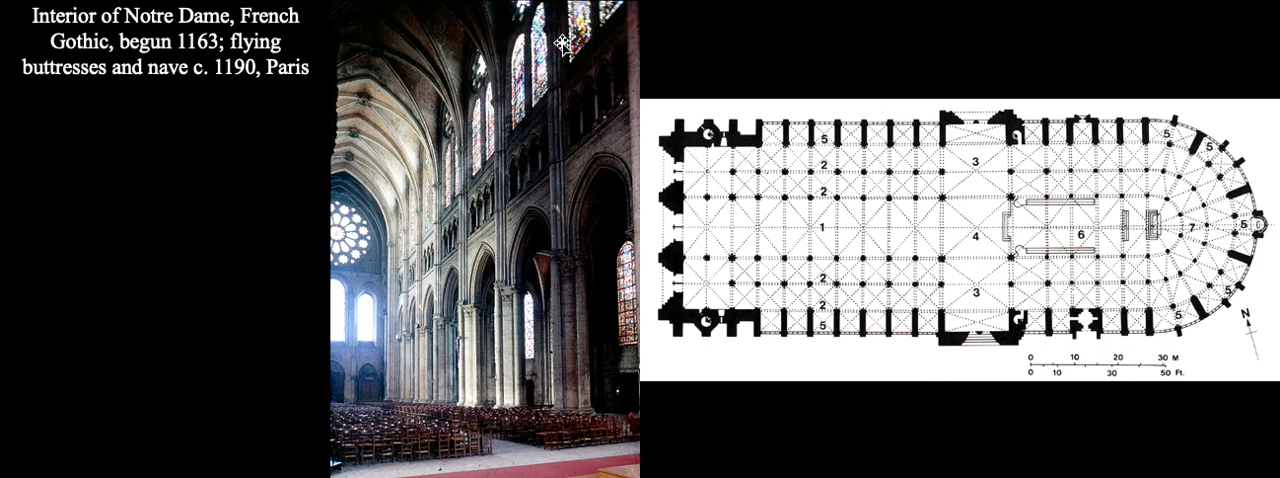 Interior of Notre Dame, French
Gothic, begun 1163; flying
buttresses and nave c. 1190, Paris
5
5
5
2
3
2
1
4
6
7
5
2
3
2
5
5
5
N
0 10 20 30 M
0 10 30 50 Ft.